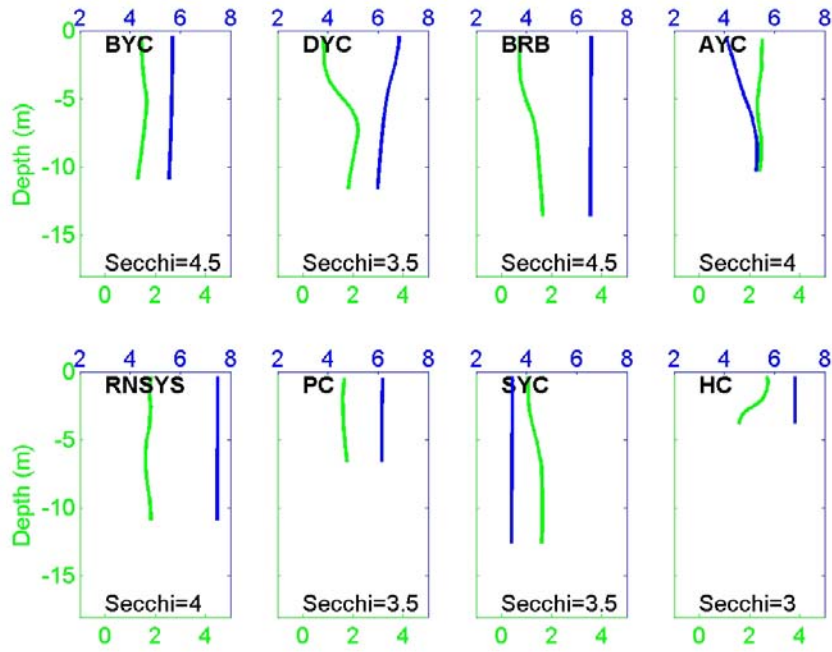 2 4 6 8 2 4 6 8 2 4 6 8 2 4 6 8
0 BYC DYC BRB AYC
-5
Depth (m)
-10
-15
Secchi=4.5 Secchi=3.5 Secchi=4.5 Secchi=4
0 2 4 0 2 4 0 2 4 0 2 4
2 4 6 8 2 4 6 8 2 4 6 8 2 4 6 8
0 RNSYS PC SYC HC
-5
Depth (m)
-10
-15
Secchi=4 Secchi=3.5 Secchi=3.5 Secchi=3
0 2 4 0 2 4 0 2 4 0 2 4